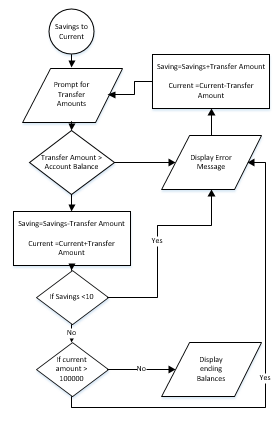 Savings to
Current
Saving=Savings+Transfer Amount
Current =Current-Transfer
Amount
Prompt for
Transfer
Amounts
Transfer Amount >
Account Balance
Display Error
Message
Saving=Savings-Transfer Amount
Current =Current+Transfer
Amount
Yes
If Savings <10
No
If current
amount >
100000
No
Display
ending
Balances
Yes